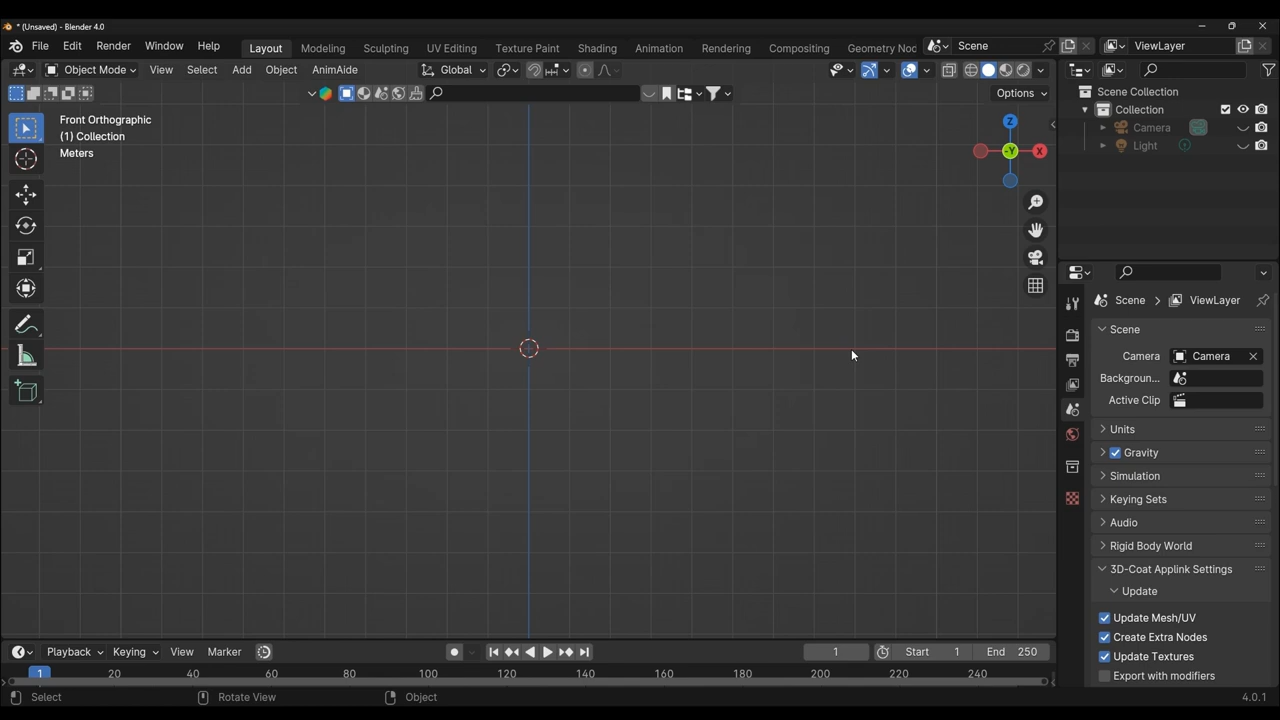 * (Unsaved) - Blender 4.0
File Edit Render Window Help Layout Modeling Sculpting UV Editing Texture Paint Shading Animation Rendering Compositing Geometry Noc Scene ViewLayer
Object Mode View Select Add Object AnimAide Global
Options
Front Orthographic
(1) Collection
Meters
Z
-Y X
Scene Collection
Collection
Camera
Light
Scene > ViewLayer
Scene
Camera Camera
Backgroun...
Active Clip
Units
Gravity
Simulation
Keying Sets
Audio
Rigid Body World
3D-Coat Applink Settings
Update
Update Mesh/UV
Create Extra Nodes
Update Textures
Export with modifiers
Playback Keying View Marker 1 Start 1 End 250
1 20 40 60 80 100 120 140 160 180 200 220 240
Select Rotate View Object 4.0.1